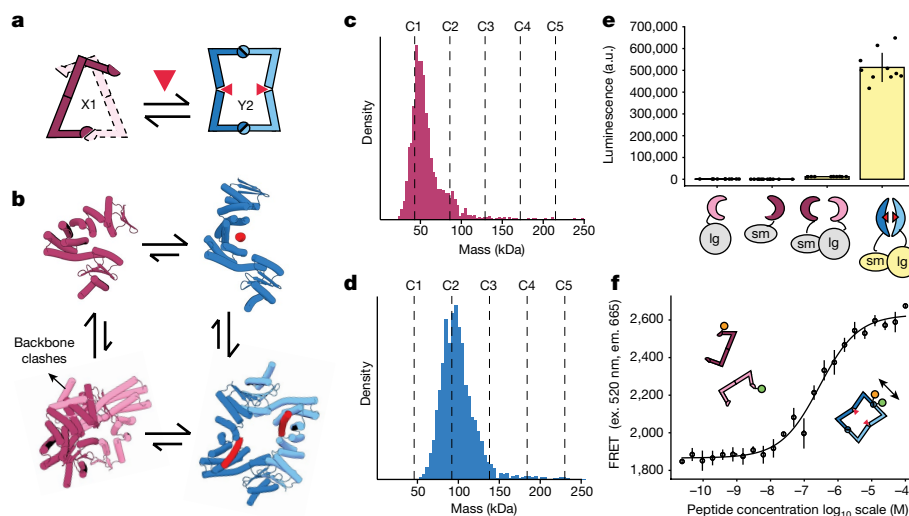 a
X1
Y2
b
Backbone
clashes
c
C1 C2 C3 C4 C5
Density
50 100 150 200 250
Mass (kDa)
d
C1 C2 C3 C4 C5
Density
50 100 150 200 250
Mass (kDa)
e
Luminescence (a.u.)
700,000
600,000
500,000
400,000
300,000
200,000
100,000
0
lg
sm
sm lg
sm lg
f
FRET (ex. 520 nm, em. 665)
2,600
2,400
2,200
2,000
1,800
–10 –9 –8 –7 –6 –5 –4
Peptide concentration log10 scale (M)